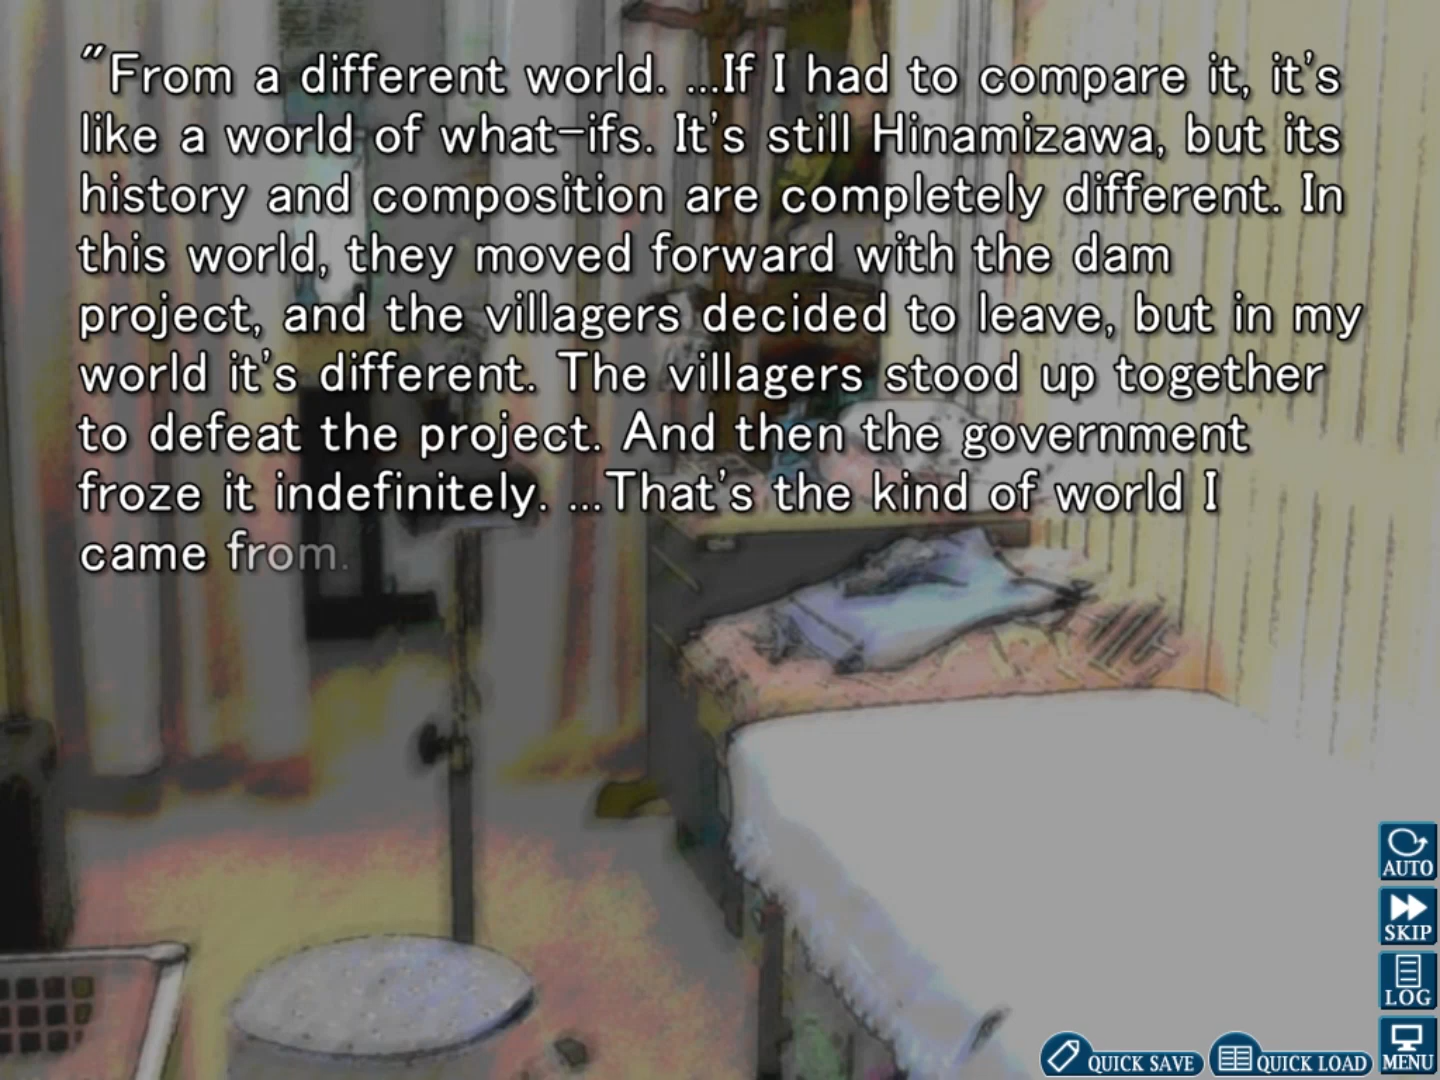 “From a different world. ...If I had to compare it, it's
like a world of what-ifs. It's still Hinamizawa, but its
history and composition are completely different. In
this world, they moved forward with the dam
project, and the villagers decided to leave, but in my
world it's different. The villagers stood up together
to defeat the project. And then the government
froze it indefinitely. ...That's the kind of world I
came from.
AUTO
SKIP
LOG
QUICK SAVE
QUICK LOAD
MENU